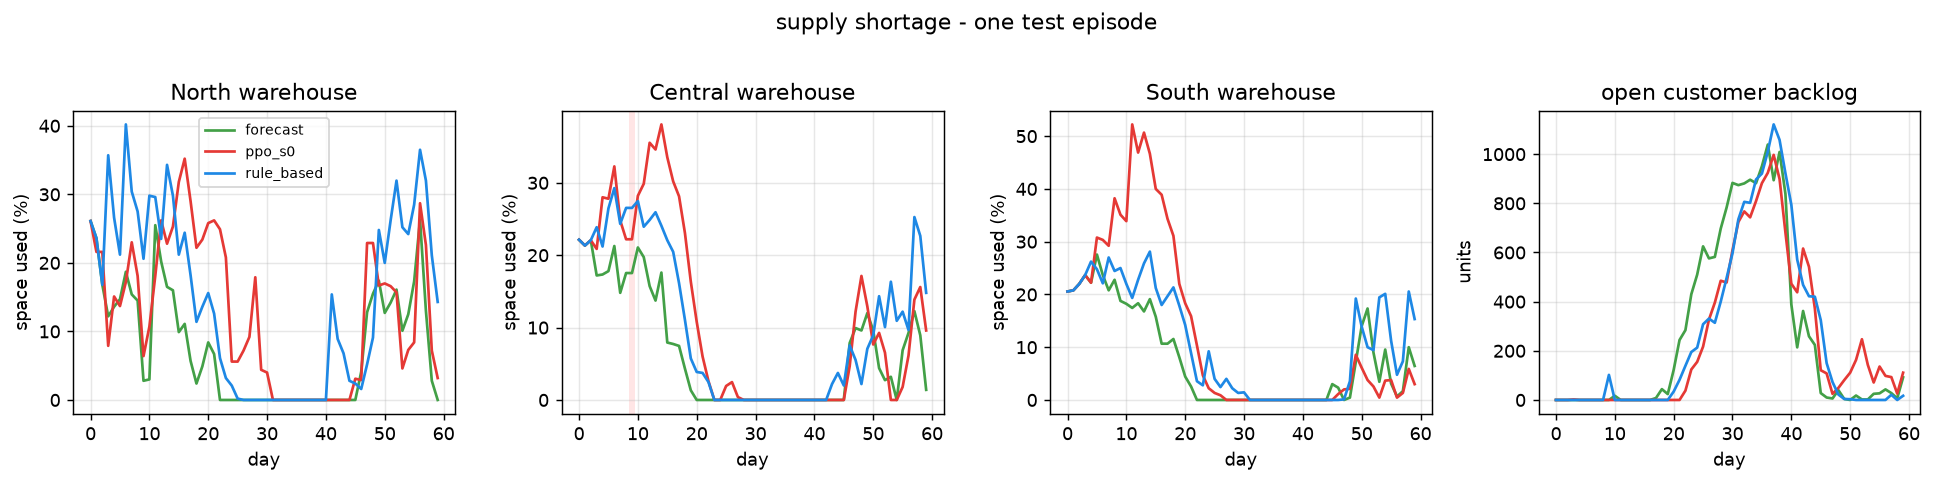 supply shortage - one test episode
North warehouse
space used (%)
40
30
20
10
0
forecast
ppo_s0
rule_based
0 10 20 30 40 50 60
day
Central warehouse
space used (%)
30
20
10
0
0 10 20 30 40 50 60
day
South warehouse
space used (%)
50
40
30
20
10
0
0 10 20 30 40 50 60
day
open customer backlog
units
1000
800
600
400
200
0
0 10 20 30 40 50 60
day